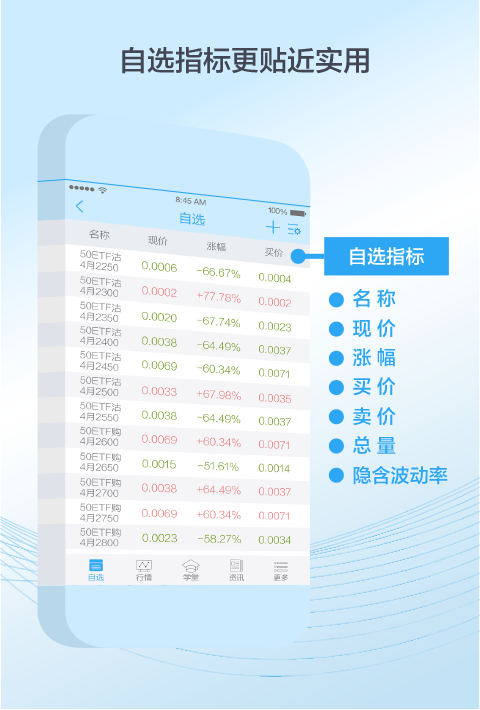 自选指标更贴近实用
8:45 AM
100%
自选
名称 现价 涨幅 买价
自选指标
50ETF沽
4月2250 0.0006 -66.67% 0.0004
50ETF沽
4月2300 0.0002 +77.78% 0.0002
50ETF沽
4月2350 0.0020 -67.74% 0.0023
50ETF沽
4月2400 0.0038 -64.49% 0.0037
50ETF沽
4月2450 0.0069 -60.34% 0.0071
50ETF沽
4月2500 0.0033 +67.98% 0.0035
50ETF沽
4月2550 0.0038 -64.49% 0.0037
50ETF购
4月2600 0.0069 +60.34% 0.0071
50ETF购
4月2650 0.0015 -51.61% 0.0014
50ETF购
4月2700 0.0038 +64.49% 0.0037
50ETF购
4月2750 0.0069 +60.34% 0.0071
50ETF购
4月2800 0.0023 -58.27% 0.0034
名称
现价
涨幅
买价
卖价
总量
隐含波动率
自选 行情 学堂 资讯 更多